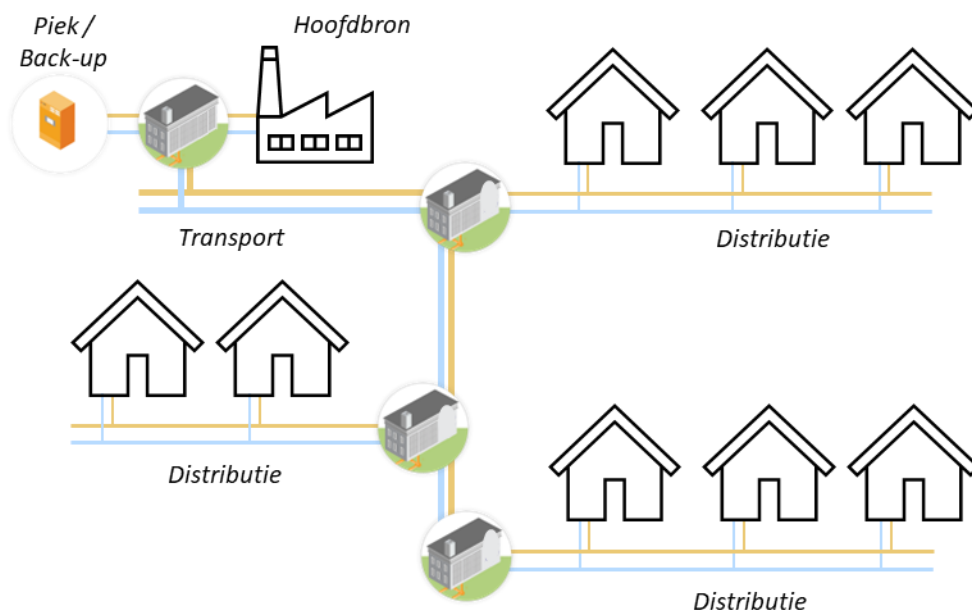 Piek /
Back-up
Hoofdbron
Transport
Distributie
Distributie
Distributie